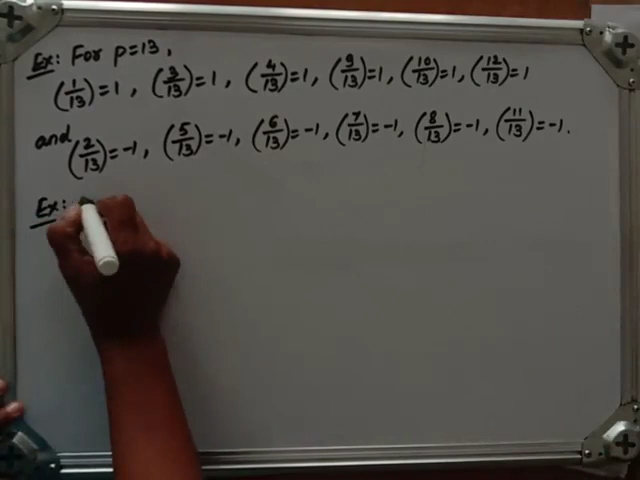 Ex: For p=13,
(1/13)=1, (3/13)=1, (4/13)=1, (9/13)=1, (10/13)=1, (12/13)=1
and (2/13)=-1, (5/13)=-1, (6/13)=-1, (7/13)=-1, (8/13)=-1, (11/13)=-1.
Ex: